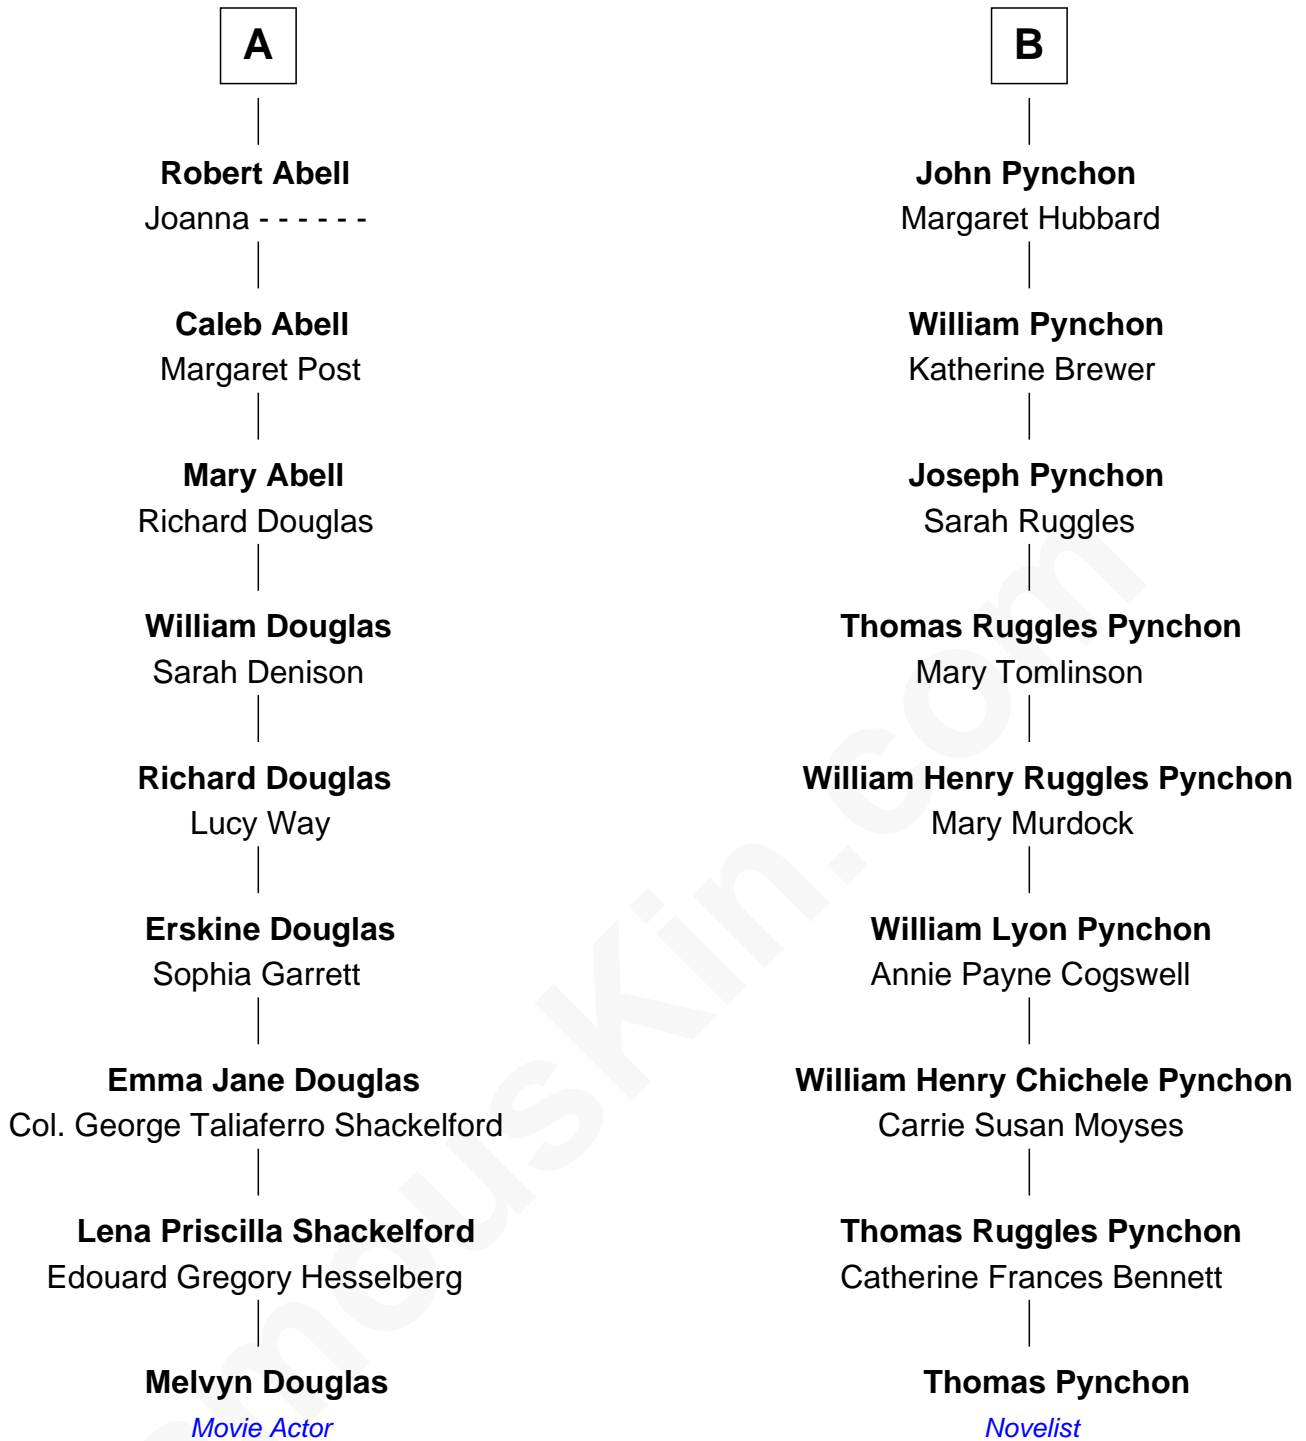 A
Robert Abell
Joanna - - - - - -
Caleb Abell
Margaret Post
Mary Abell
Richard Douglas
William Douglas
Sarah Denison
Richard Douglas
Lucy Way
Erskine Douglas
Sophia Garrett
Emma Jane Douglas
Col. George Taliaferro Shackelford
Lena Priscilla Shackelford
Edouard Gregory Hesselberg
Melvyn Douglas
Movie Actor
B
John Pynchon
Margaret Hubbard
William Pynchon
Katherine Brewer
Joseph Pynchon
Sarah Ruggles
Thomas Ruggles Pynchon
Mary Tomlinson
William Henry Ruggles Pynchon
Mary Murdock
William Lyon Pynchon
Annie Payne Cogswell
William Henry Chichele Pynchon
Carrie Susan Moyses
Thomas Ruggles Pynchon
Catherine Frances Bennett
Thomas Pynchon
Novelist
mousKin.com